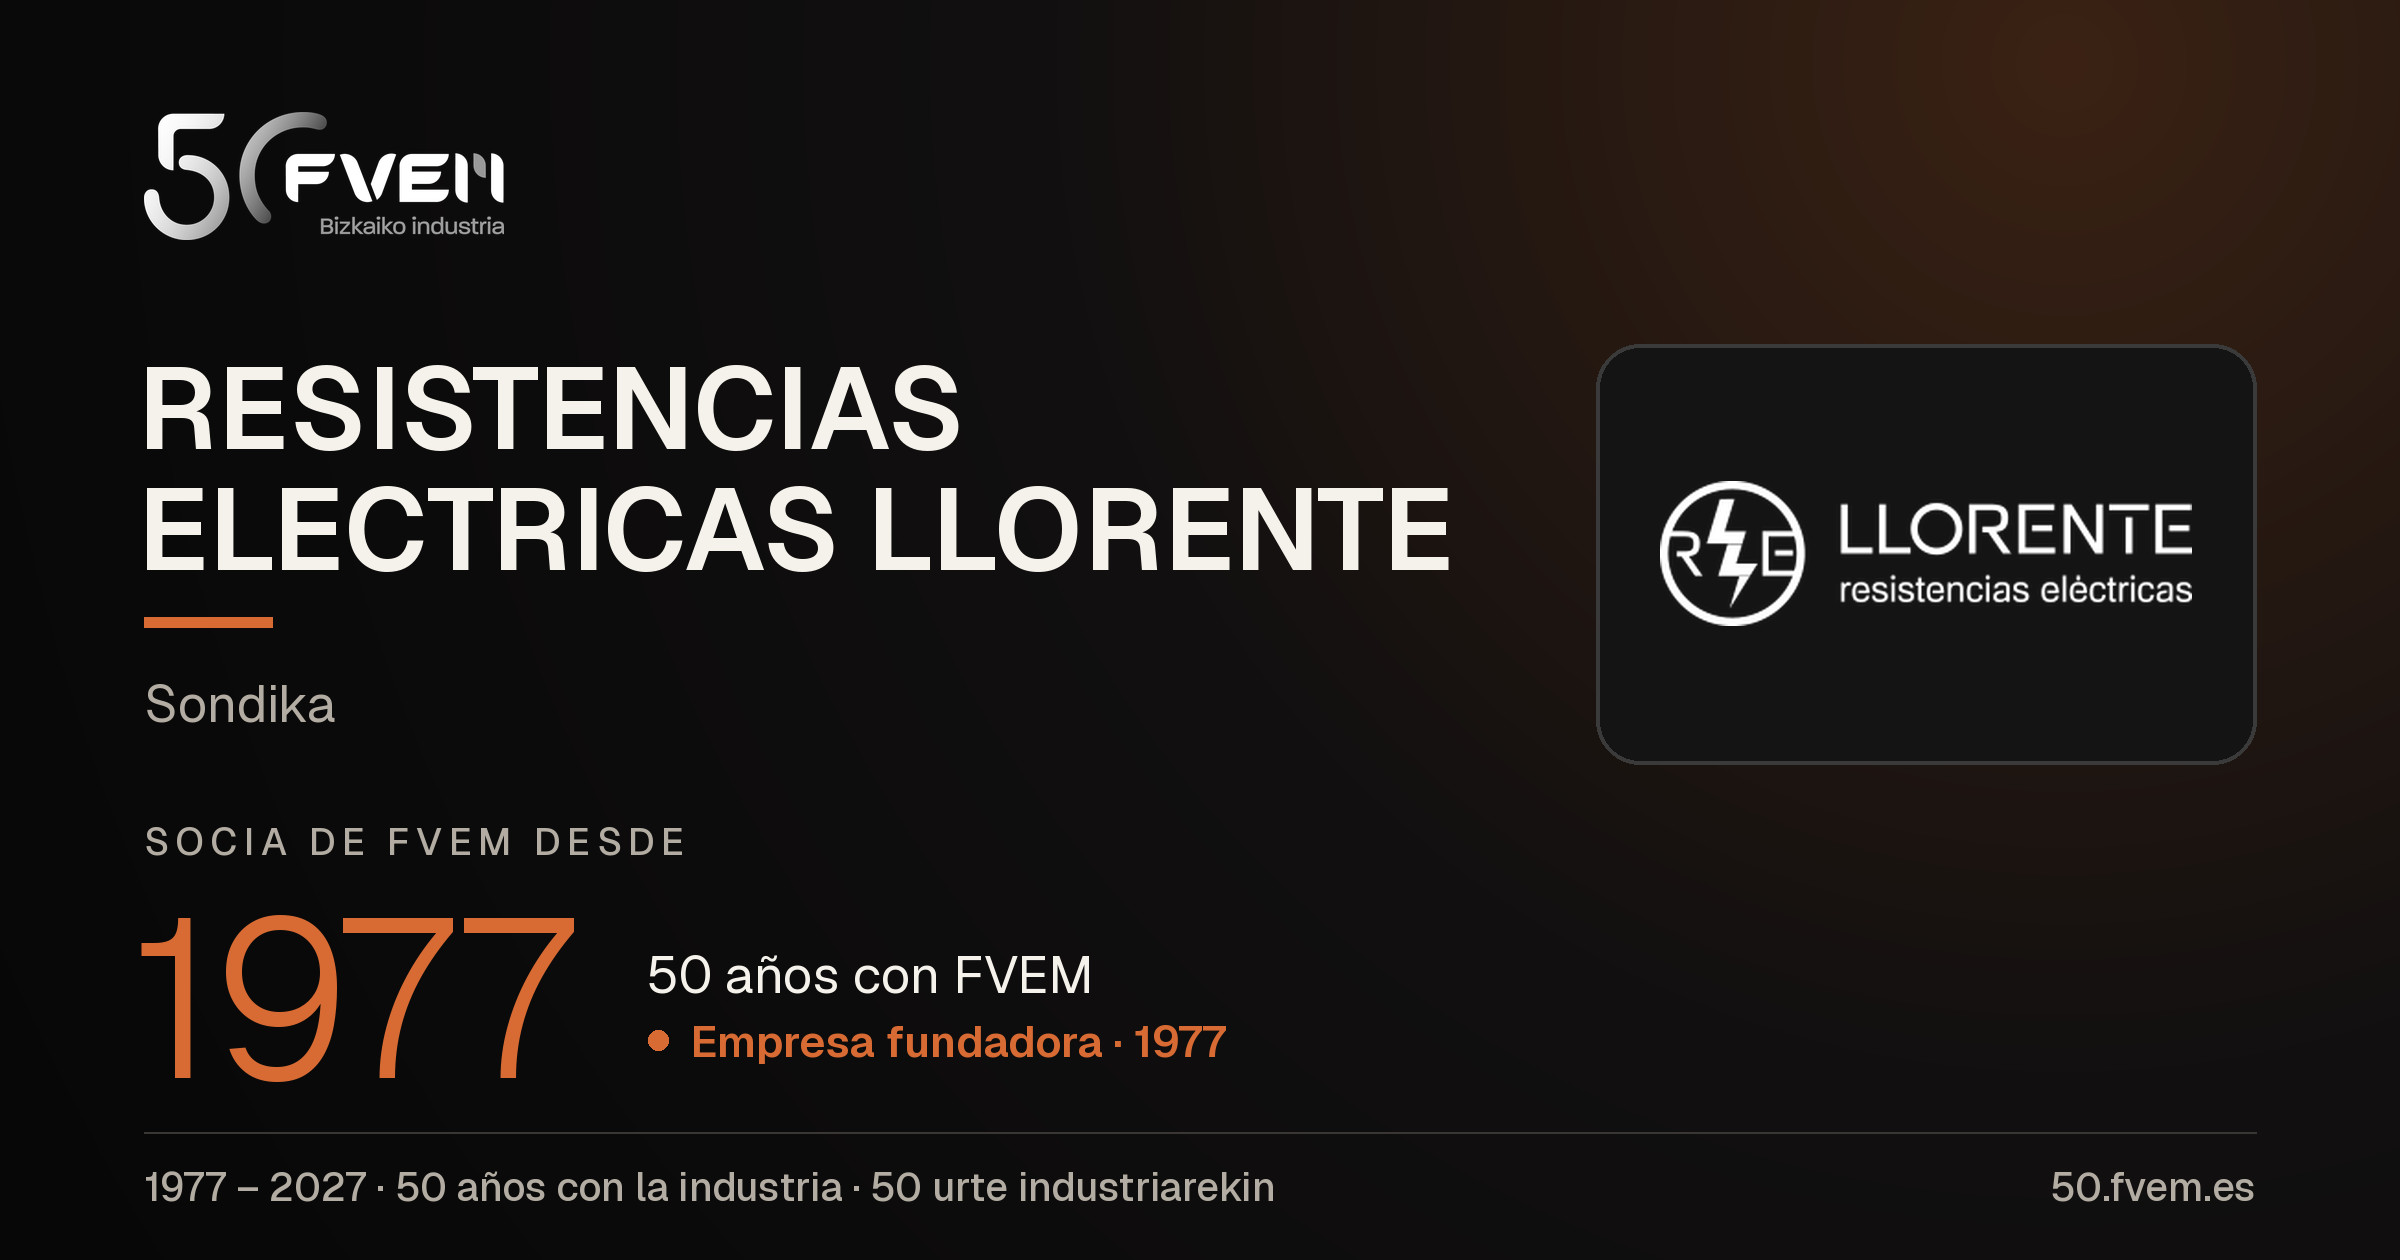 50 FVEM
Bizkaiko industria
RESISTENCIAS
ELECTRICAS LLORENTE
R E LLORENTE
resistencias eléctricas
Sondika
SOCIA DE FVEM DESDE
1977
50 años con FVEM
Empresa fundadora · 1977
1977 – 2027 · 50 años con la industria · 50 urte industriarekin
50.fvem.es